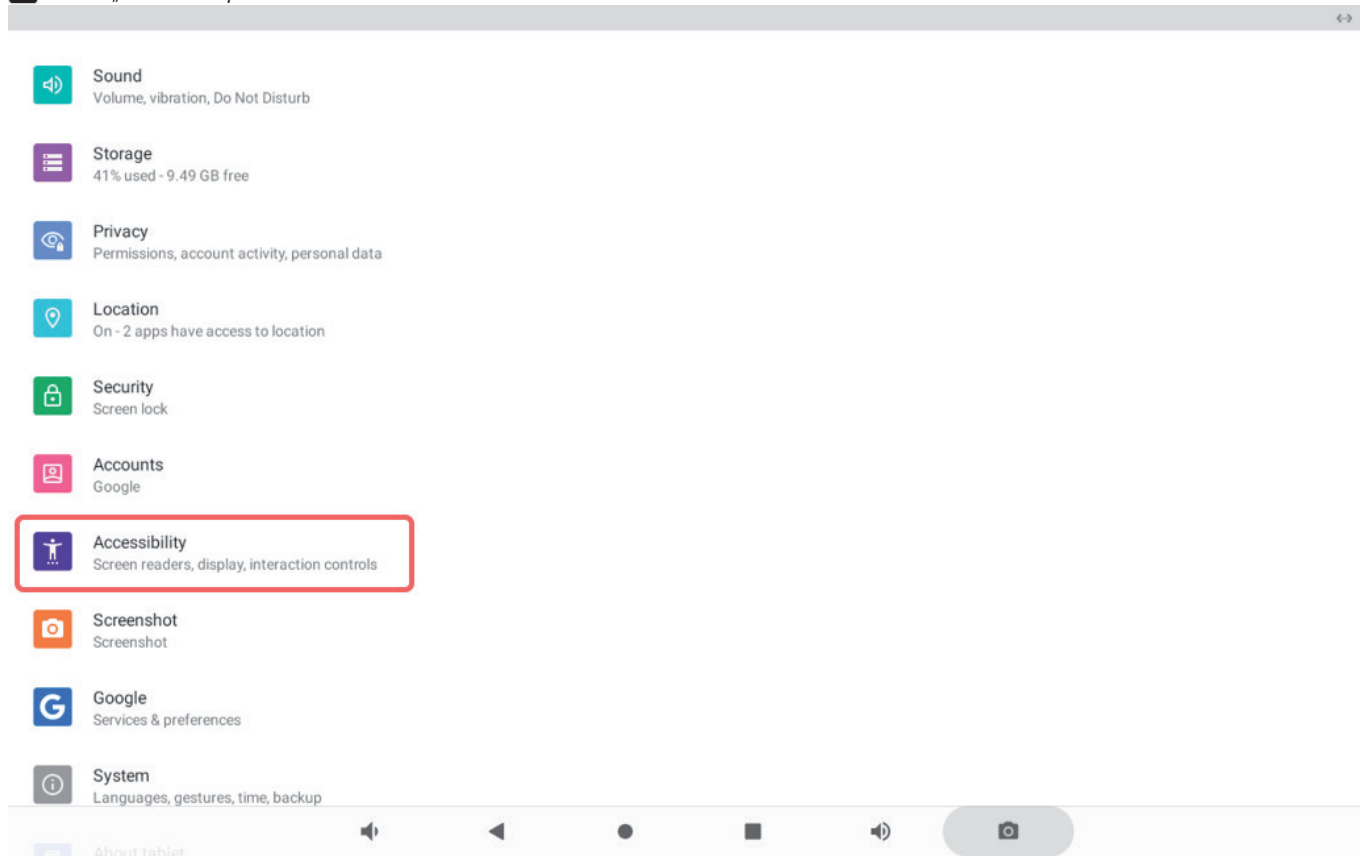 Sound
Volume, vibration, Do Not Disturb
Storage
41% used - 9.49 GB free
Privacy
Permissions, account activity, personal data
Location
On - 2 apps have access to location
Security
Screen lock
Accounts
Google
Accessibility
Screen readers, display, interaction controls
Screenshot
Screenshot
Google
Services & preferences
System
Languages, gestures, time, backup
About tablet